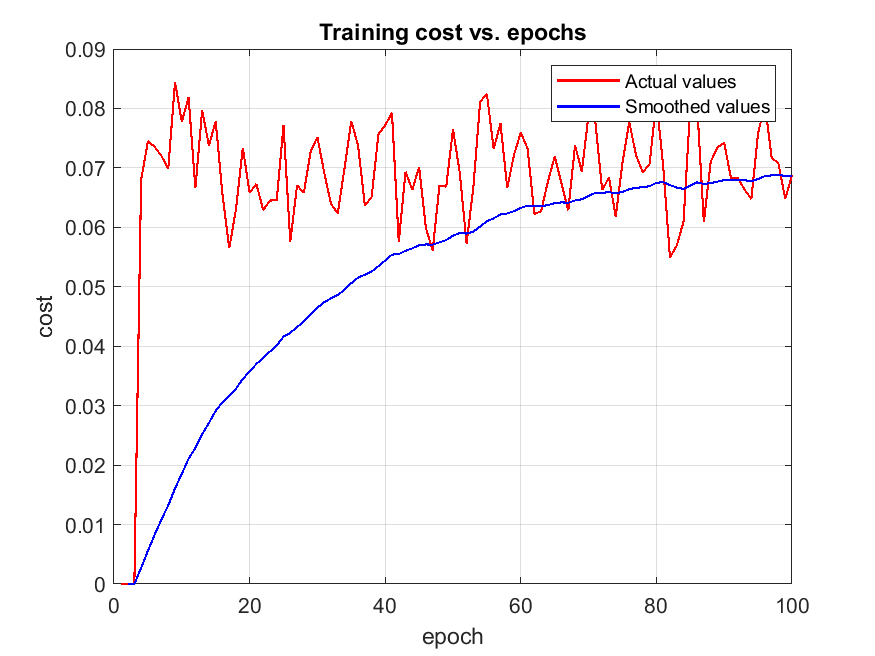 Training cost vs. epochs
Actual values
Smoothed values
cost
0.09
0.08
0.07
0.06
0.05
0.04
0.03
0.02
0.01
0
0 20 40 60 80 100
epoch